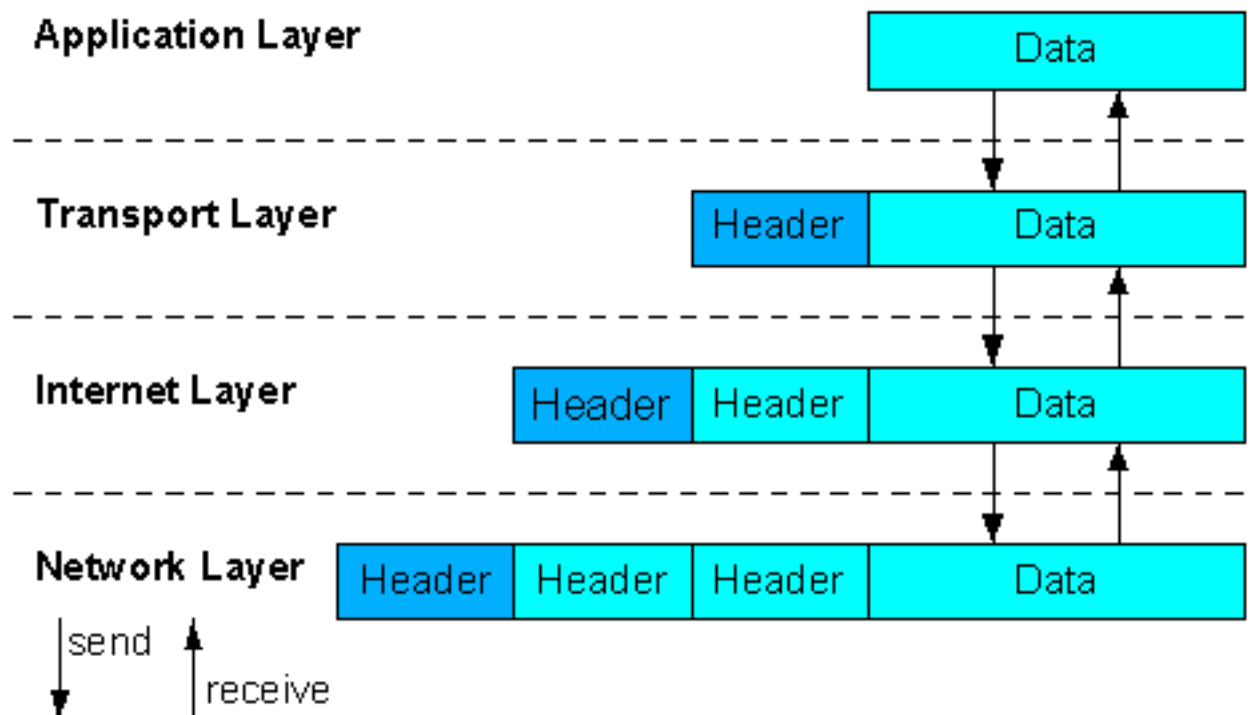 Application Layer
Data
Transport Layer
Header
Data
Internet Layer
Header
Header
Data
Network Layer
Header
Header
Header
Data
send
receive